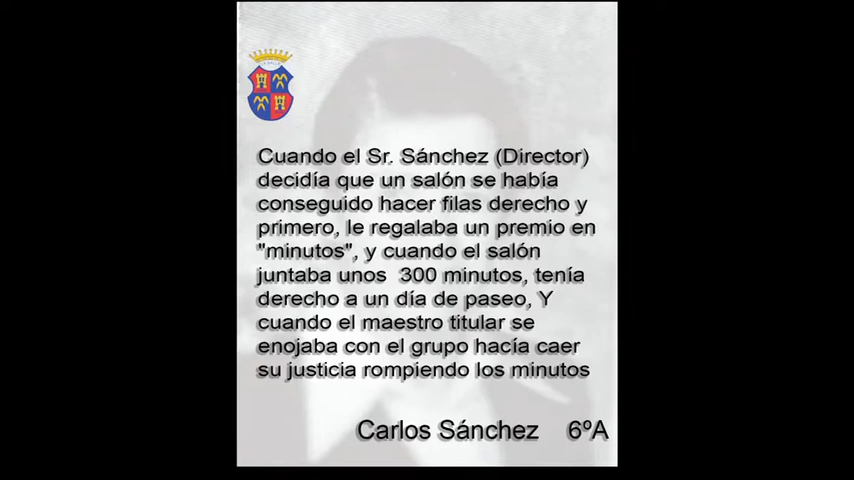 Cuando el Sr. Sánchez (Director)
decidía que un salón se había
conseguido hacer filas derecho y
primero, le regalaba un premio en
"minutos", y cuando el salón
juntaba unos 300 minutos, tenía
derecho a un día de paseo, Y
cuando el maestro titular se
enojaba con el grupo hacía caer
su justicia rompiendo los minutos
Carlos Sánchez 6ºA